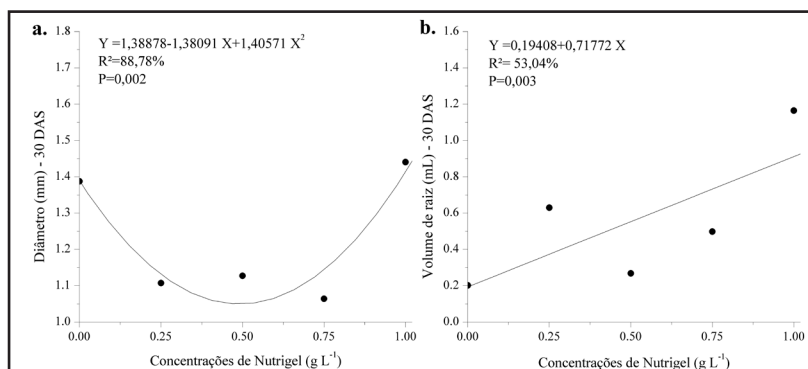 a.
Y =1,38878-1,38091 X+1,40571 X²
R²=88,78%
P=0,002
Diâmetro (mm) - 30 DAS
1.8
1.7
1.6
1.5
1.4
1.3
1.2
1.1
1.0
0.00 0.25 0.50 0.75 1.00
Concentrações de Nutrigel (g L⁻¹)
b.
Y =0,19408+0,71772 X
R²= 53,04%
P=0,003
Volume de raiz (mL) - 30 DAS
1.6
1.4
1.2
1.0
0.8
0.6
0.4
0.2
0.0
0.00 0.25 0.50 0.75 1.00
Concentrações de Nutrigel (g L⁻¹)